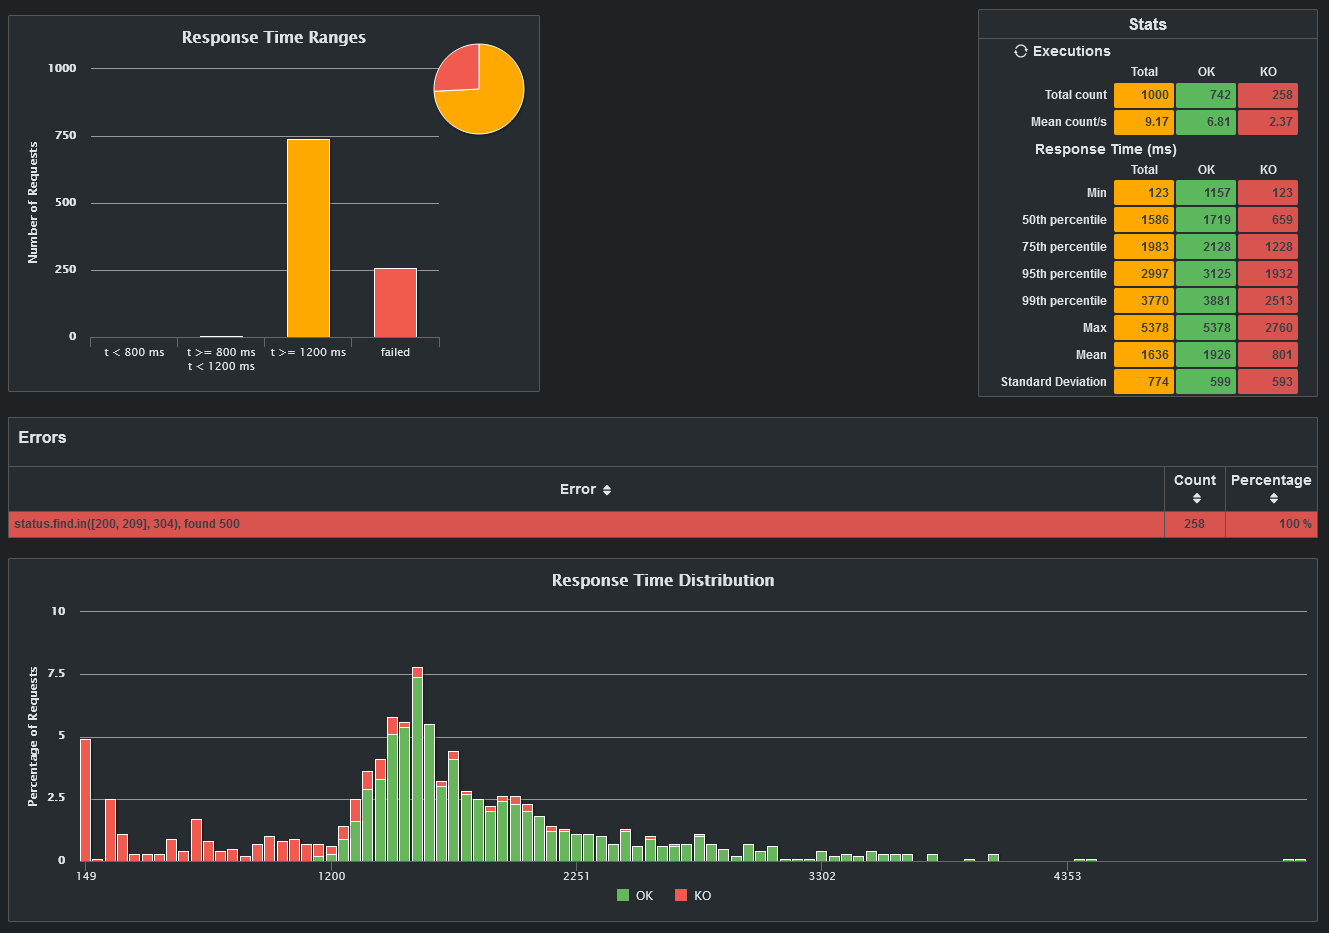 Response Time Ranges
Number of Requests
1000
750
500
250
0
t < 800 ms
t >= 800 ms
t < 1200 ms
t >= 1200 ms
failed
Stats
Executions
Total OK KO
Total count 1000 742 258
Mean count/s 9.17 6.81 2.37
Response Time (ms)
Total OK KO
Min 123 1157 123
50th percentile 1586 1719 659
75th percentile 1983 2128 1228
95th percentile 2997 3125 1932
99th percentile 3770 3881 2513
Max 5378 5378 2760
Mean 1636 1926 801
Standard Deviation 774 599 593
Errors
Error Count Percentage
status.find.in([200, 209], 304), found 500 258 100 %
Response Time Distribution
Percentage of Requests
10
7.5
5
2.5
0
149 1200 2251 3302 4353
OK KO